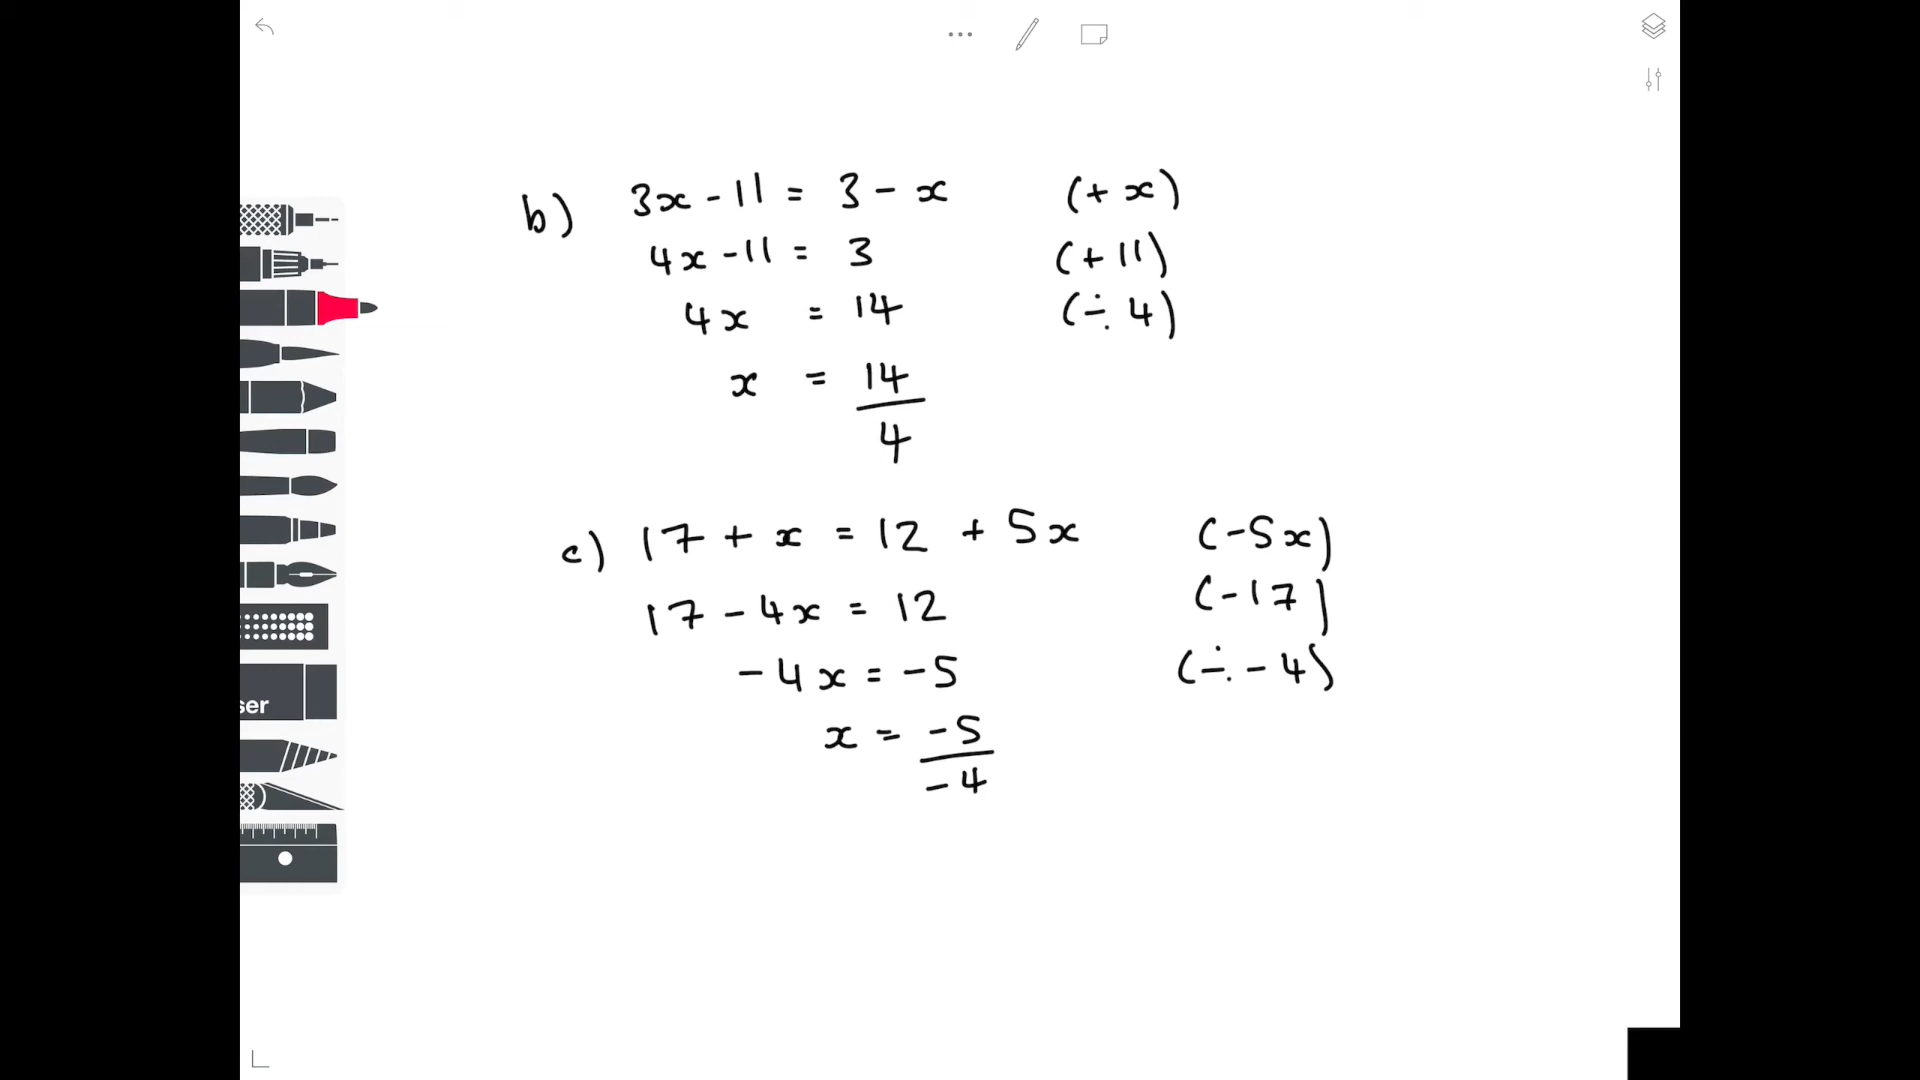 b) 3x - 11 = 3 - x (+ x)
4x - 11 = 3 (+ 11)
4x = 14 (÷ 4)
x = 14
4
c) 17 + x = 12 + 5x (-5x)
17 - 4x = 12 (-17)
-4x = -5 (÷ -4)
ser
x = -5
-4